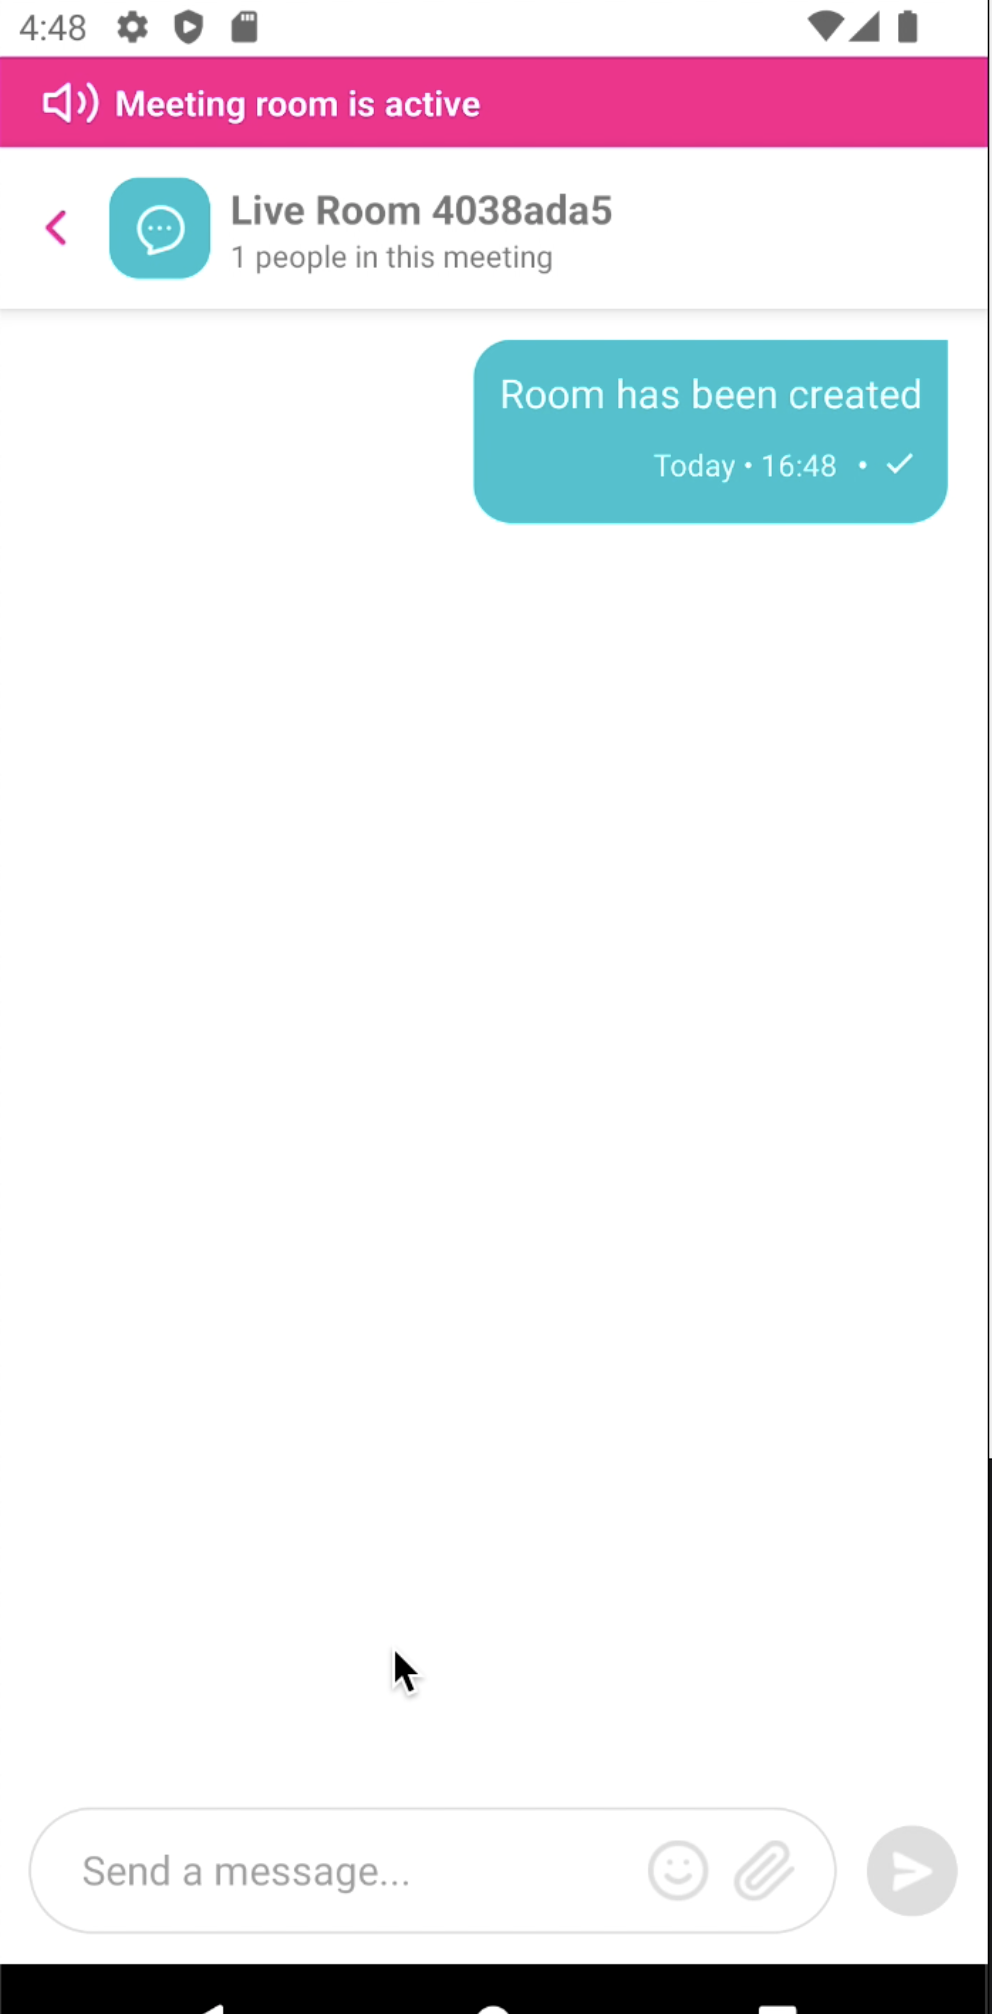 4:48
Meeting room is active
Live Room 4038ada5
1 people in this meeting
Room has been created
Today • 16:48 •
Send a message...